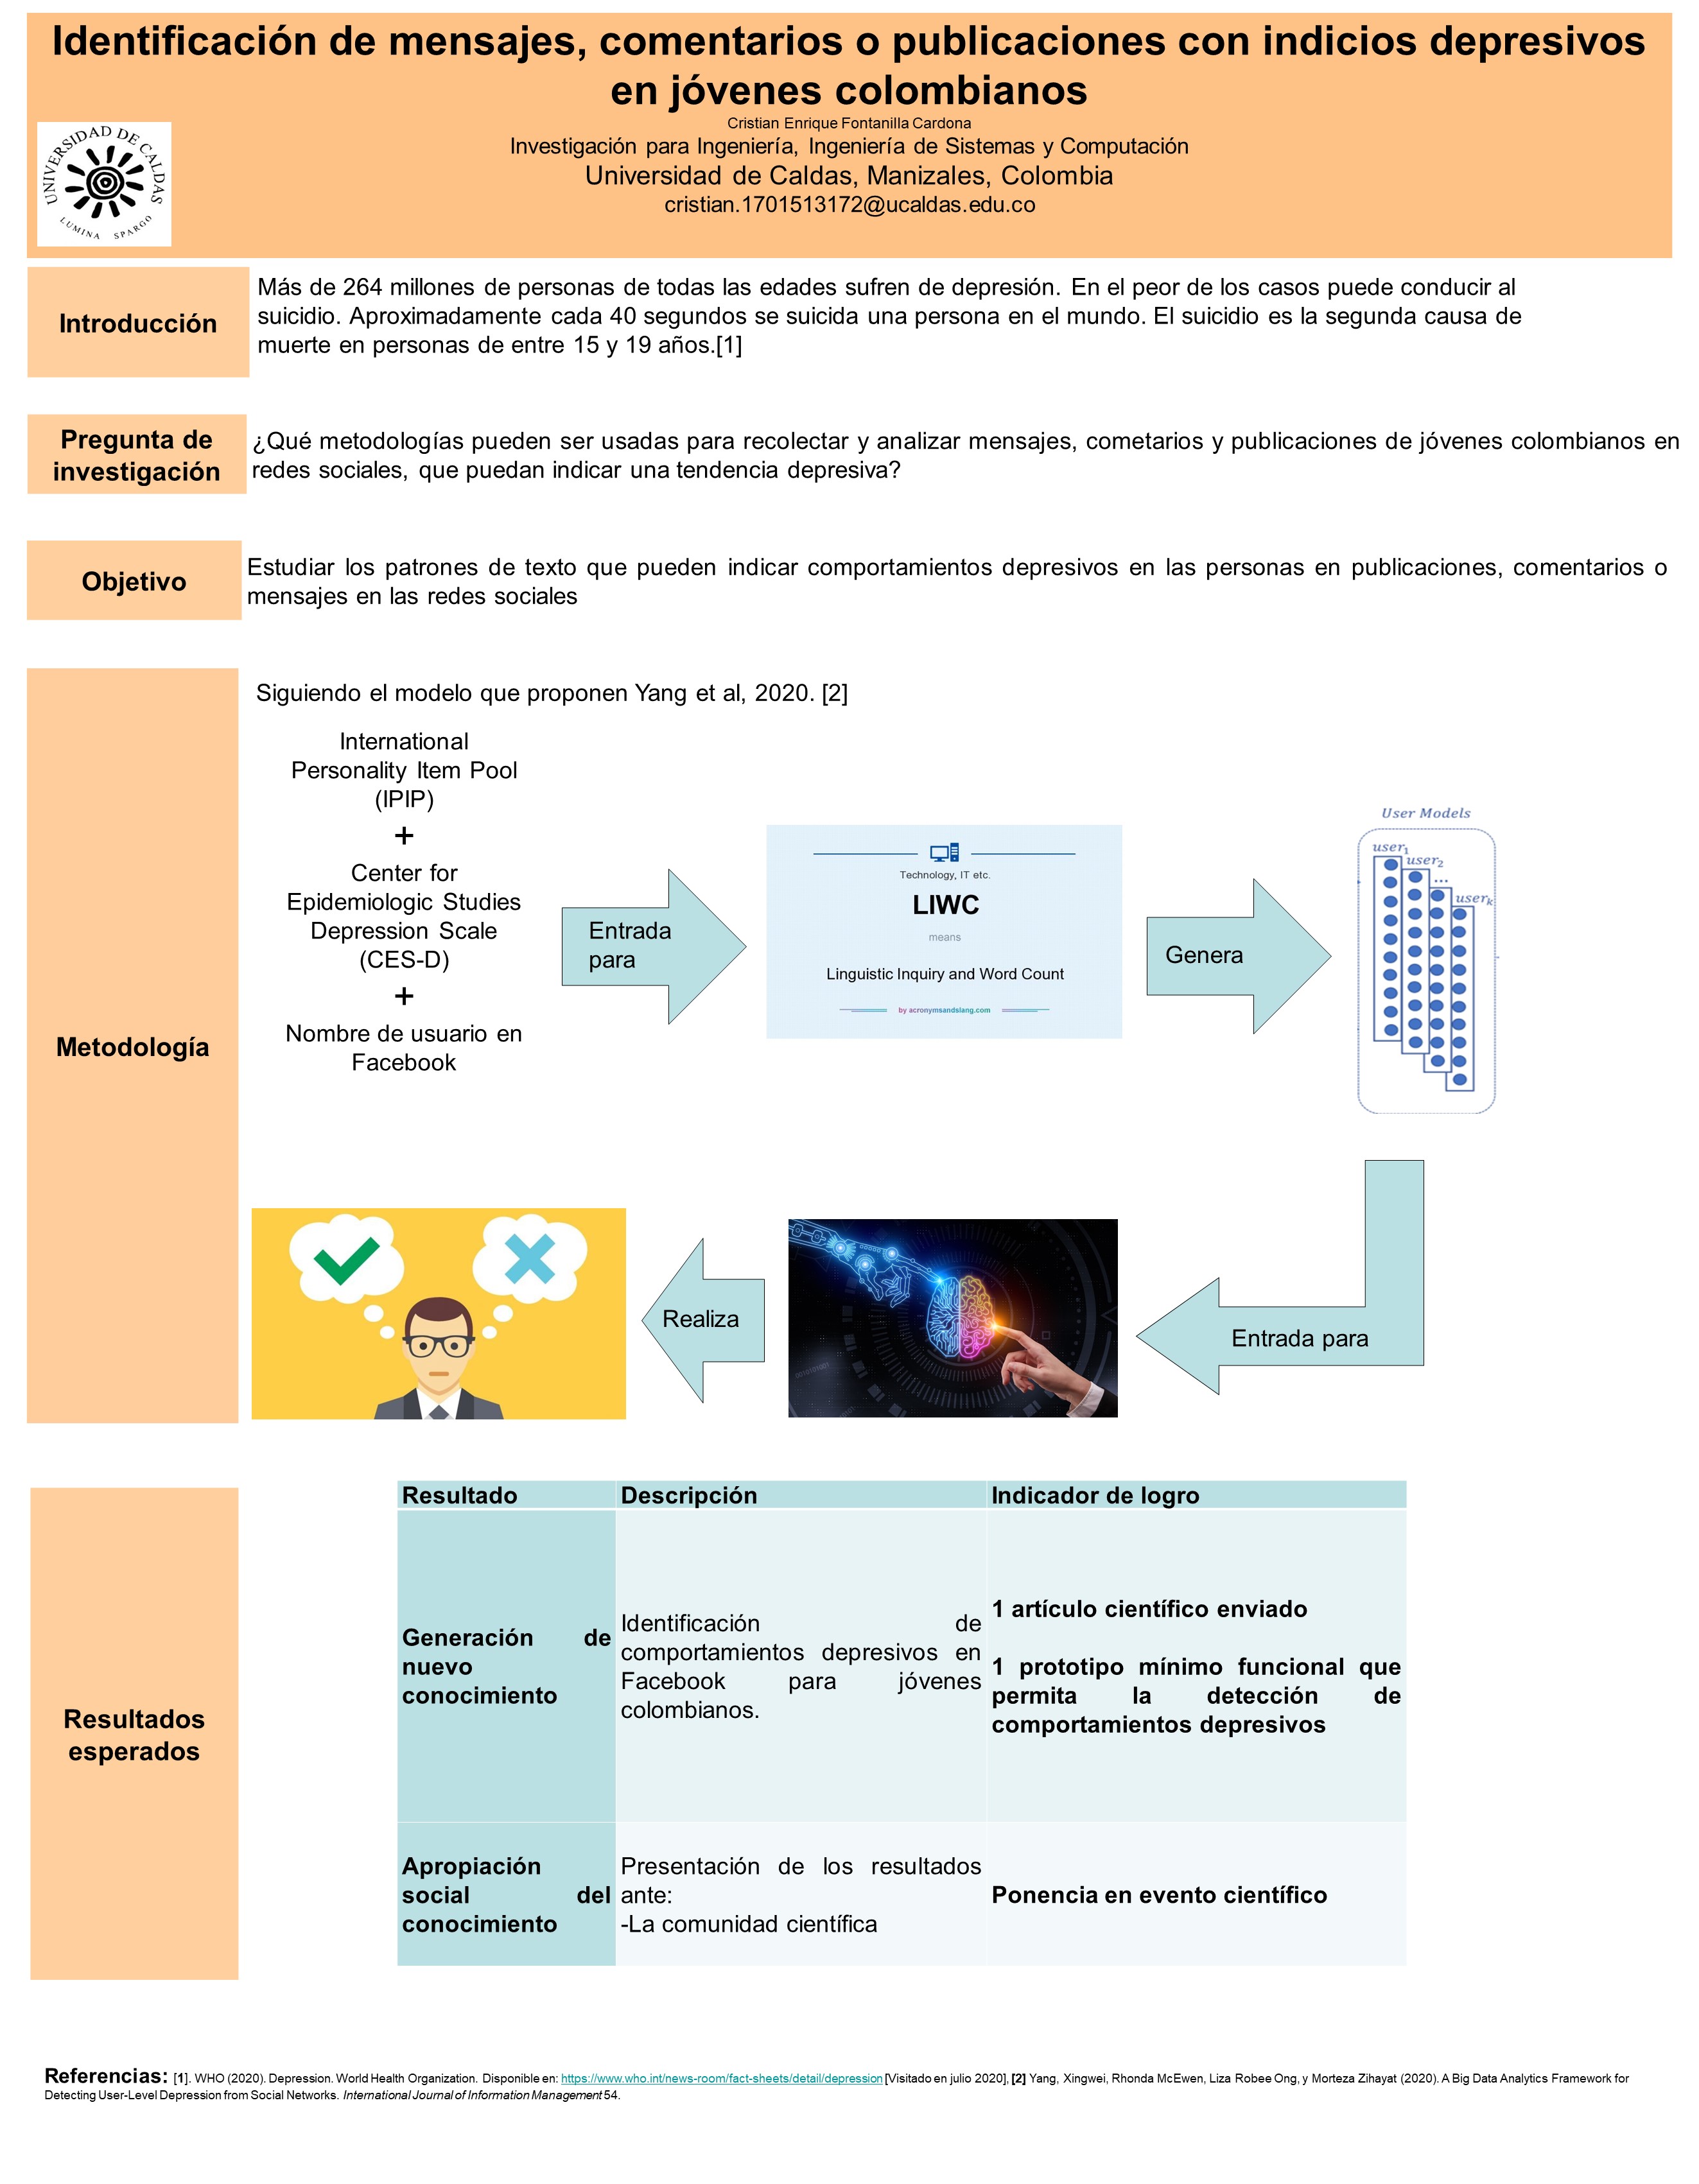 Identificación de mensajes, comentarios o publicaciones con indicios depresivos
en jóvenes colombianos
Cristian Enrique Fontanilla Cardona
Investigación para Ingeniería, Ingeniería de Sistemas y Computación
Universidad de Caldas, Manizales, Colombia
cristian.1701513172@ucaldas.edu.co
UNIVERSIDAD DE CALDAS
LUMINA SPARGO
Introducción
Más de 264 millones de personas de todas las edades sufren de depresión. En el peor de los casos puede conducir al
suicidio. Aproximadamente cada 40 segundos se suicida una persona en el mundo. El suicidio es la segunda causa de
muerte en personas de entre 15 y 19 años.[1]
Pregunta de
investigación
¿Qué metodologías pueden ser usadas para recolectar y analizar mensajes, cometarios y publicaciones de jóvenes colombianos en
redes sociales, que puedan indicar una tendencia depresiva?
Objetivo
Estudiar los patrones de texto que pueden indicar comportamientos depresivos en las personas en publicaciones, comentarios o
mensajes en las redes sociales
Metodología
Siguiendo el modelo que proponen Yang et al, 2020. [2]
International
Personality Item Pool
(IPIP)
+
Center for
Epidemiologic Studies
Depression Scale
(CES-D)
+
Nombre de usuario en
Facebook
Entrada
para
Technology, IT etc.
LIWC
means
Linguistic Inquiry and Word Count
by acronymsandslang.com
Genera
User Models
user1
user2
...
userk
Entrada para
Realiza
Resultados
esperados
Resultado Descripción Indicador de logro
Generación de
nuevo
conocimiento
Identificación de
comportamientos depresivos en
Facebook para jóvenes
colombianos.
1 artículo científico enviado
1 prototipo mínimo funcional que
permita la detección de
comportamientos depresivos
Apropiación
social del
conocimiento
Presentación de los resultados
ante:
-La comunidad científica
Ponencia en evento científico
Referencias: [1]. WHO (2020). Depression. World Health Organization. Disponible en: https://www.who.int/news-room/fact-sheets/detail/depression [Visitado en julio 2020], [2] Yang, Xingwei, Rhonda McEwen, Liza Robee Ong, y Morteza Zihayat (2020). A Big Data Analytics Framework for
Detecting User-Level Depression from Social Networks. International Journal of Information Management 54.